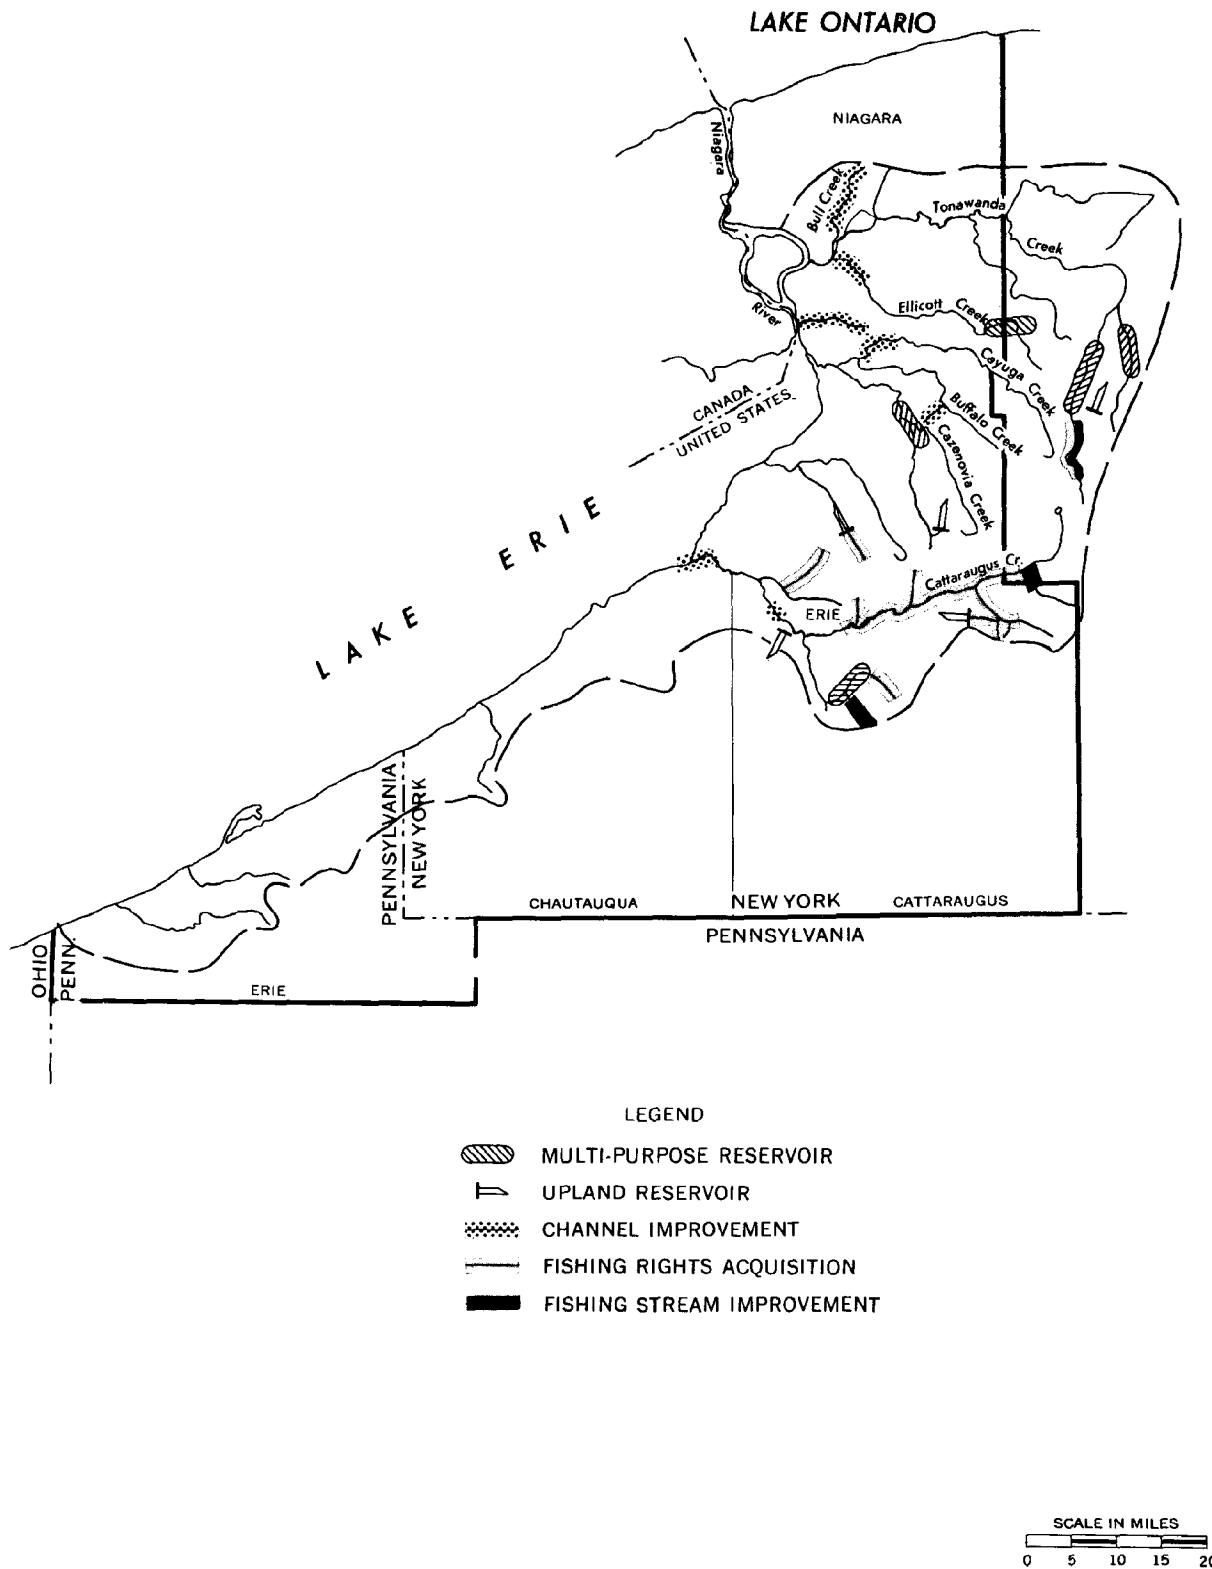 LAKE ONTARIO
NIAGARA
Niagara
River
Bull Creek
Tonawanda
Creek
Ellicott Creek
Cayuga Creek
Buffalo Creek
Cazenovia Creek
CANADA
UNITED STATES
LAKE ERIE
Cattaraugus Cr.
ERIE
PENNSYLVANIA
NEW YORK
CHAUTAUQUA
NEW YORK
CATTARAUGUS
PENNSYLVANIA
OHIO
PENN
ERIE
LEGEND
MULTI-PURPOSE RESERVOIR
UPLAND RESERVOIR
CHANNEL IMPROVEMENT
FISHING RIGHTS ACQUISITION
FISHING STREAM IMPROVEMENT
SCALE IN MILES
0 5 10 15 20